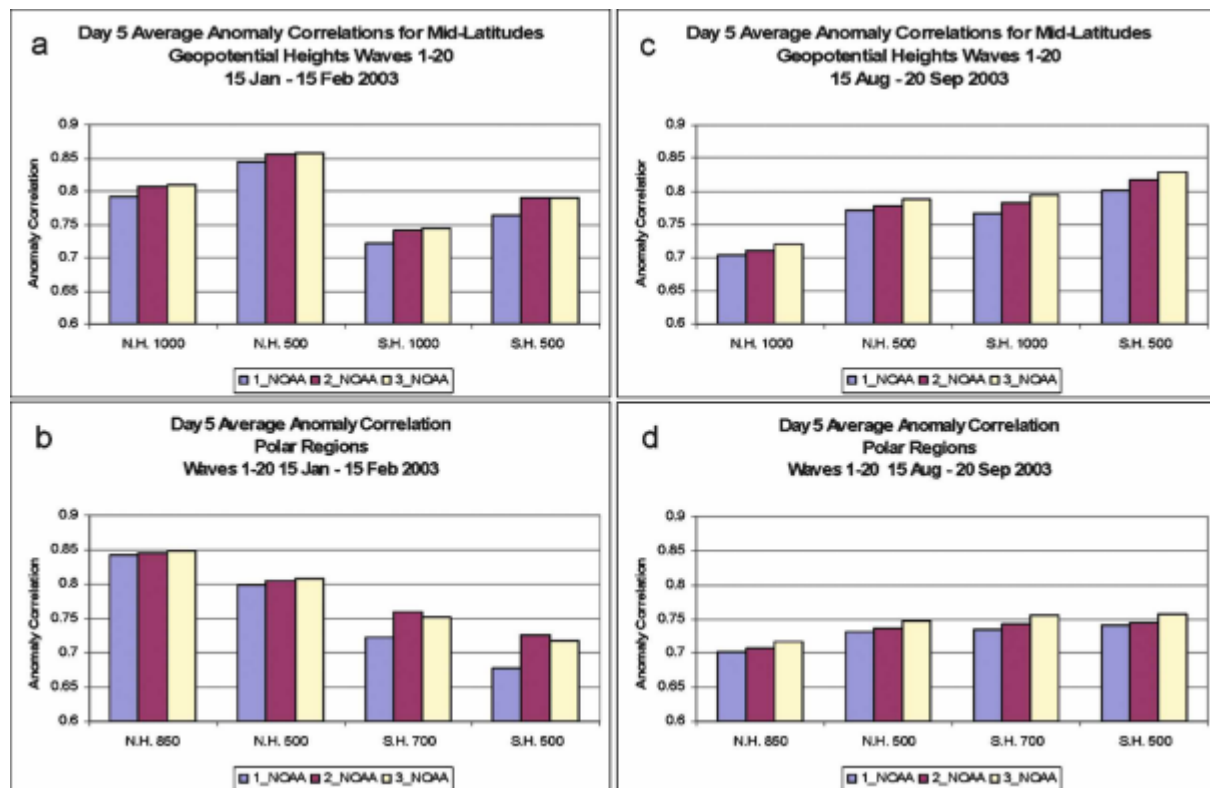 a
Day 5 Average Anomaly Correlations for Mid-Latitudes
Geopotential Heights Waves 1-20
15 Jan - 15 Feb 2003
Anomaly Correlation
0.9
0.85
0.8
0.75
0.7
0.65
0.6
N.H. 1000 N.H. 500 S.H. 1000 S.H. 500
1_NOAA 2_NOAA 3_NOAA
c
Day 5 Average Anomaly Correlations for Mid-Latitudes
Geopotential Heights Waves 1-20
15 Aug - 20 Sep 2003
Anomaly Correlation
0.9
0.85
0.8
0.75
0.7
0.65
0.6
N.H. 1000 N.H. 500 S.H. 1000 S.H. 500
1_NOAA 2_NOAA 3_NOAA
b
Day 5 Average Anomaly Correlation
Polar Regions
Waves 1-20 15 Jan - 15 Feb 2003
Anomaly Correlation
0.9
0.85
0.8
0.75
0.7
0.65
0.6
N.H. 850 N.H. 500 S.H. 700 S.H. 500
1_NOAA 2_NOAA 3_NOAA
d
Day 5 Average Anomaly Correlation
Polar Regions
Waves 1-20 15 Aug - 20 Sep 2003
Anomaly Correlation
0.9
0.85
0.8
0.75
0.7
0.65
0.6
N.H. 850 N.H. 500 S.H. 700 S.H. 500
1_NOAA 2_NOAA 3_NOAA